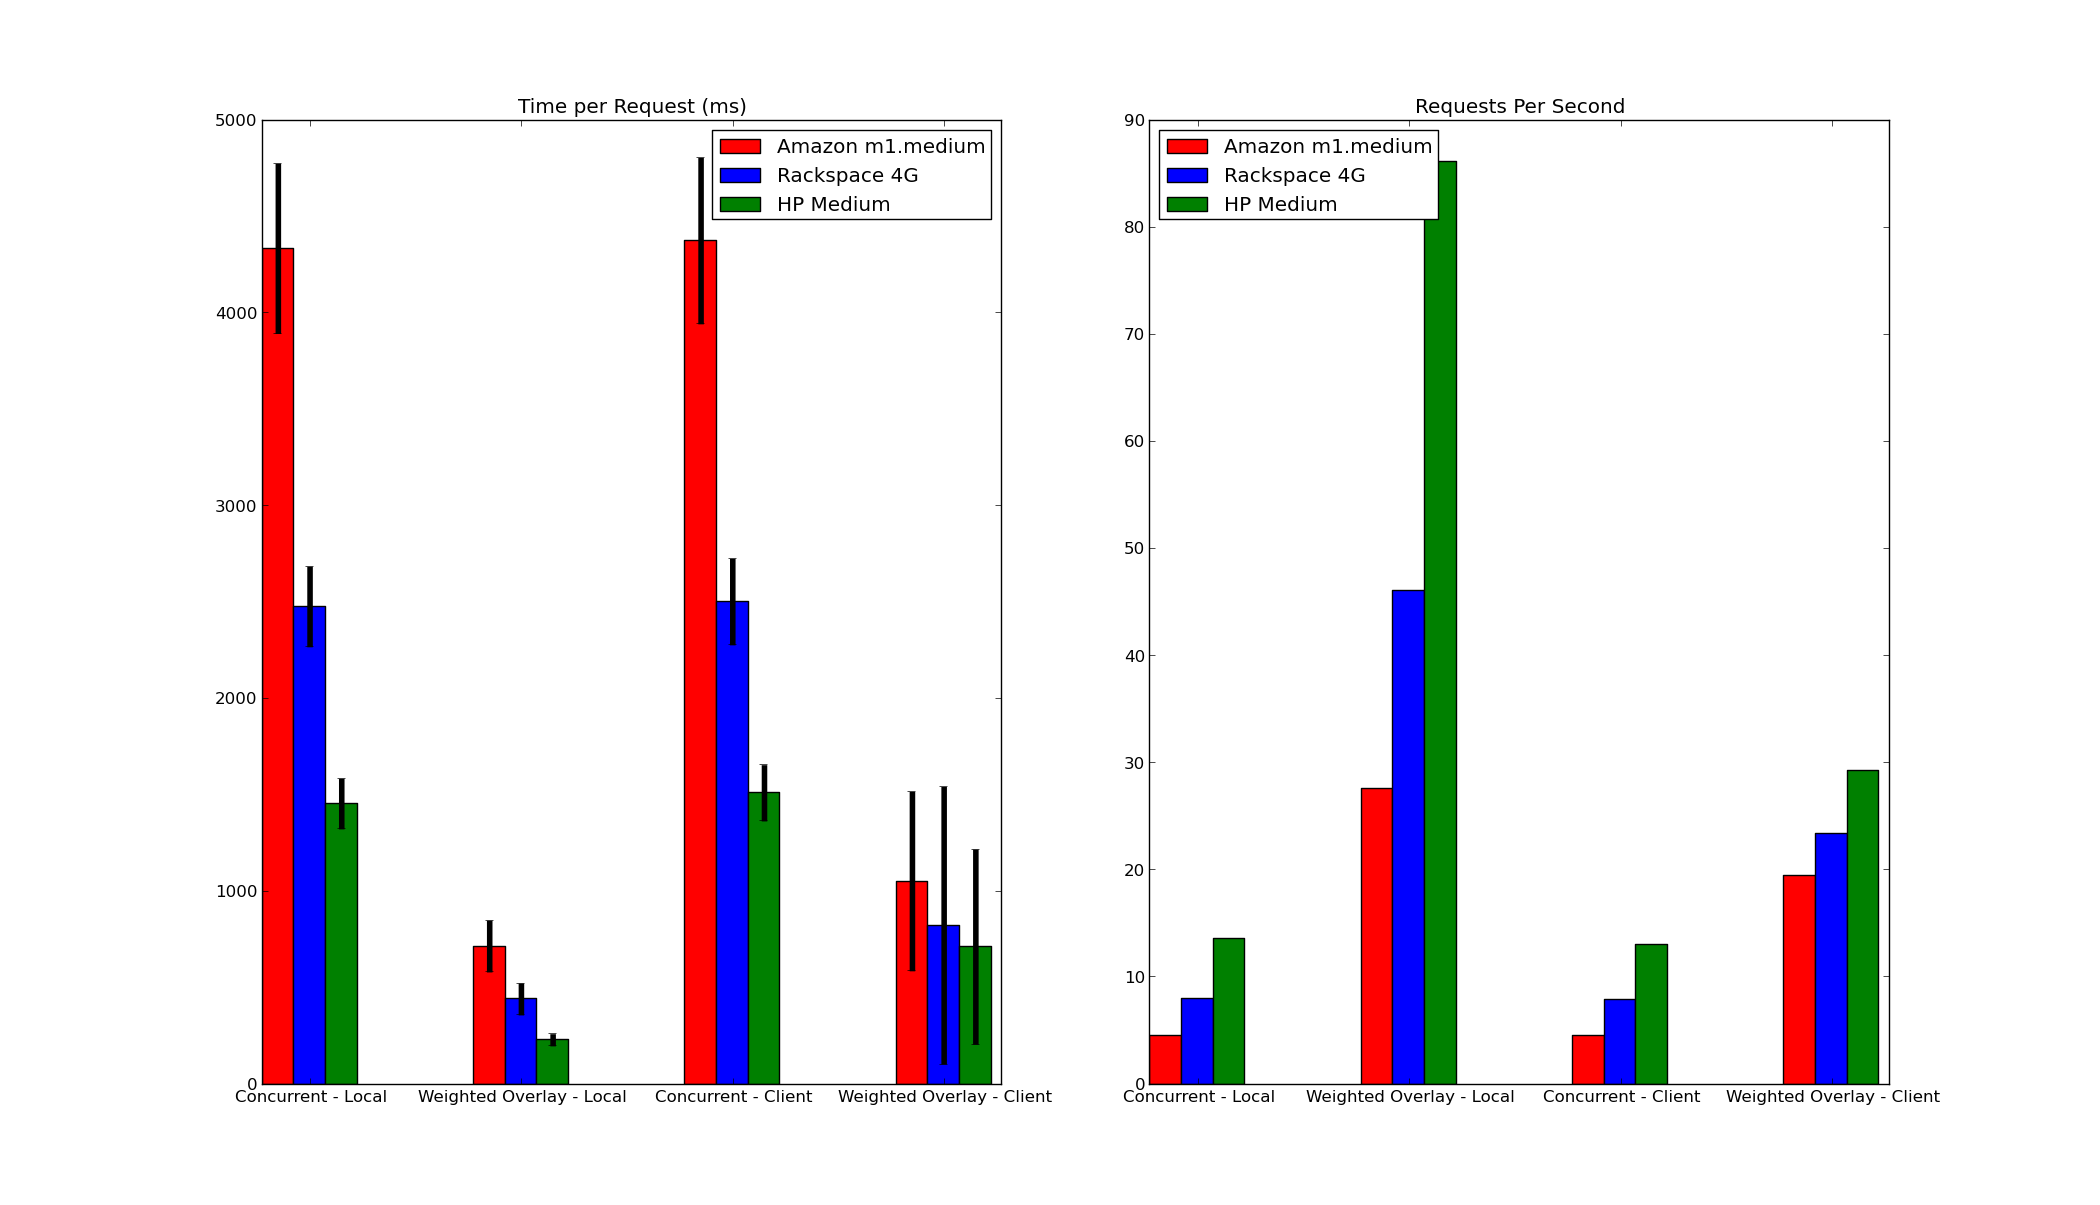 Time per Request (ms)
5000
4000
3000
2000
1000
0
Amazon m1.medium
Rackspace 4G
HP Medium
Concurrent - Local
Weighted Overlay - Local
Concurrent - Client
Weighted Overlay - Client
Requests Per Second
90
80
70
60
50
40
30
20
10
0
Amazon m1.medium
Rackspace 4G
HP Medium
Concurrent - Local
Weighted Overlay - Local
Concurrent - Client
Weighted Overlay - Client